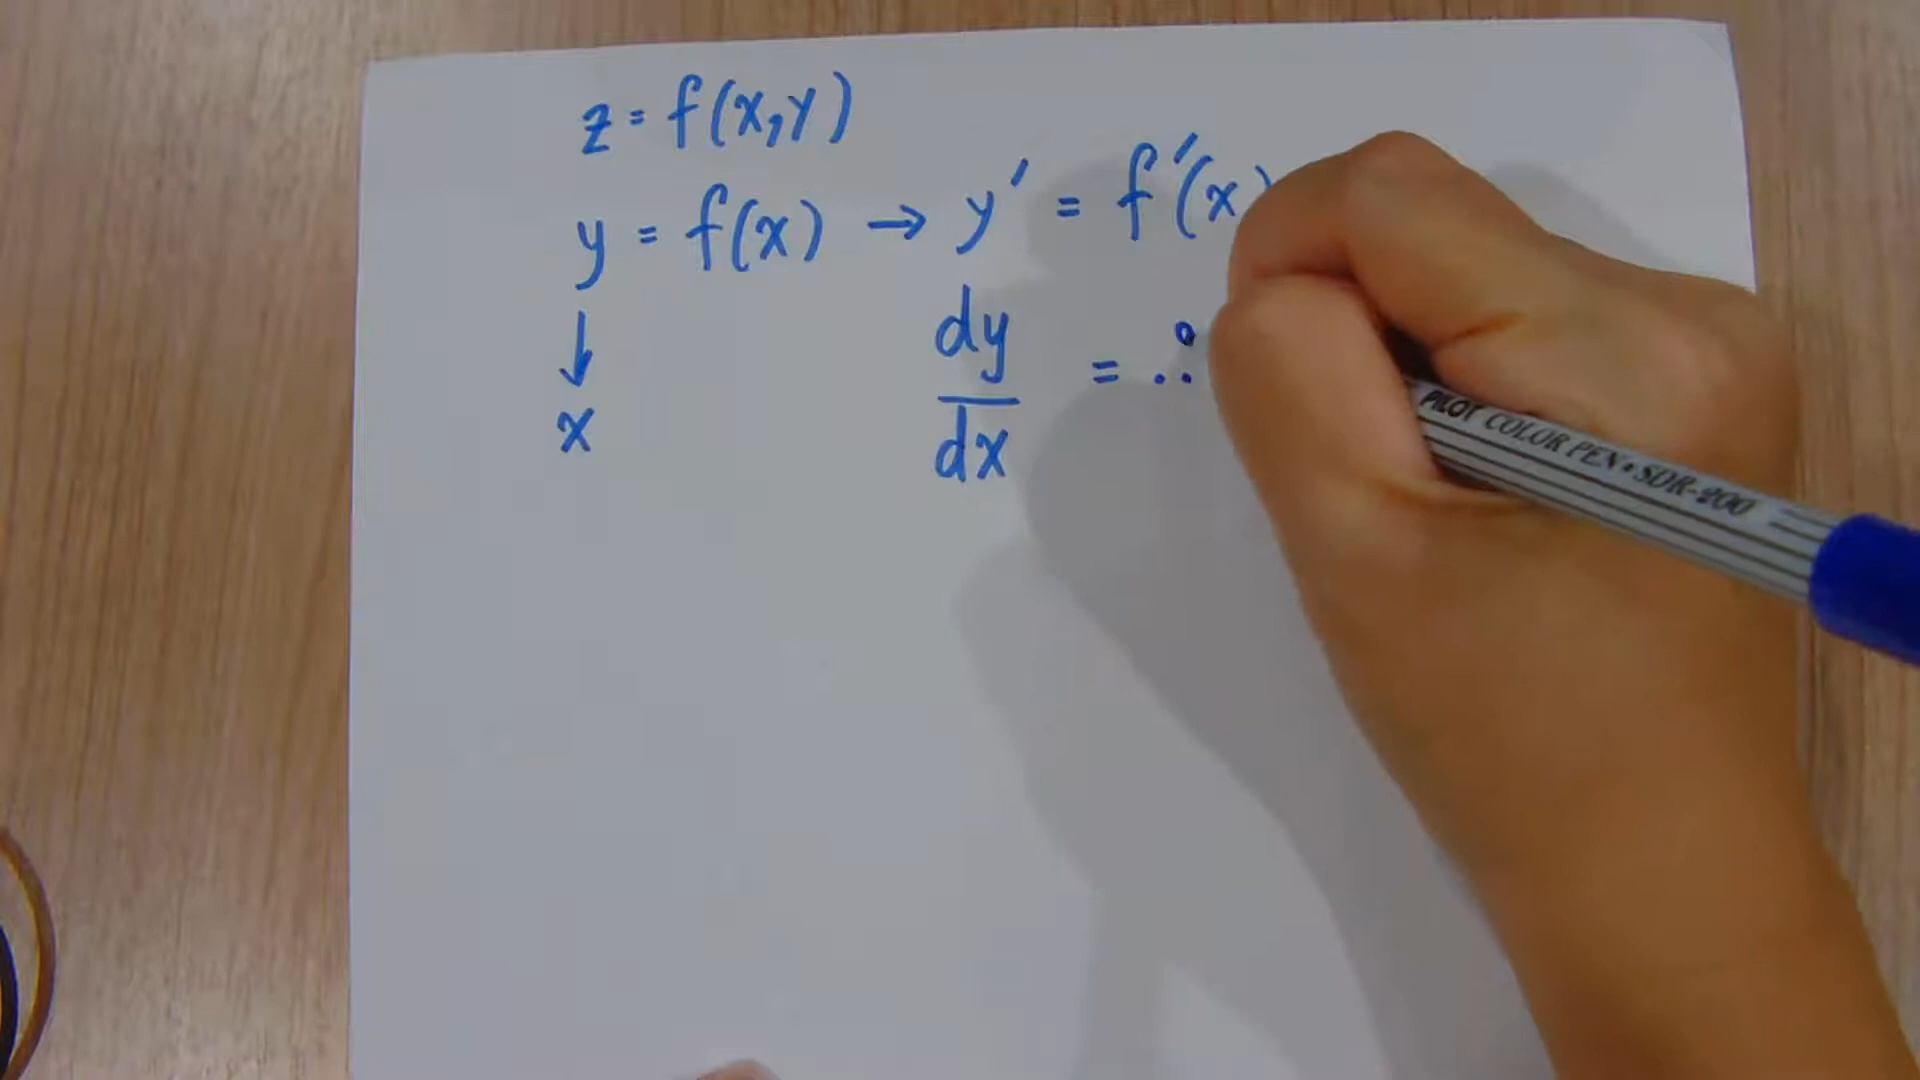 z = f(x,y)
y = f(x) → y′ = f′(x)
↓
x
dy/dx = ..
PILOT COLOR PEN • SDR-200